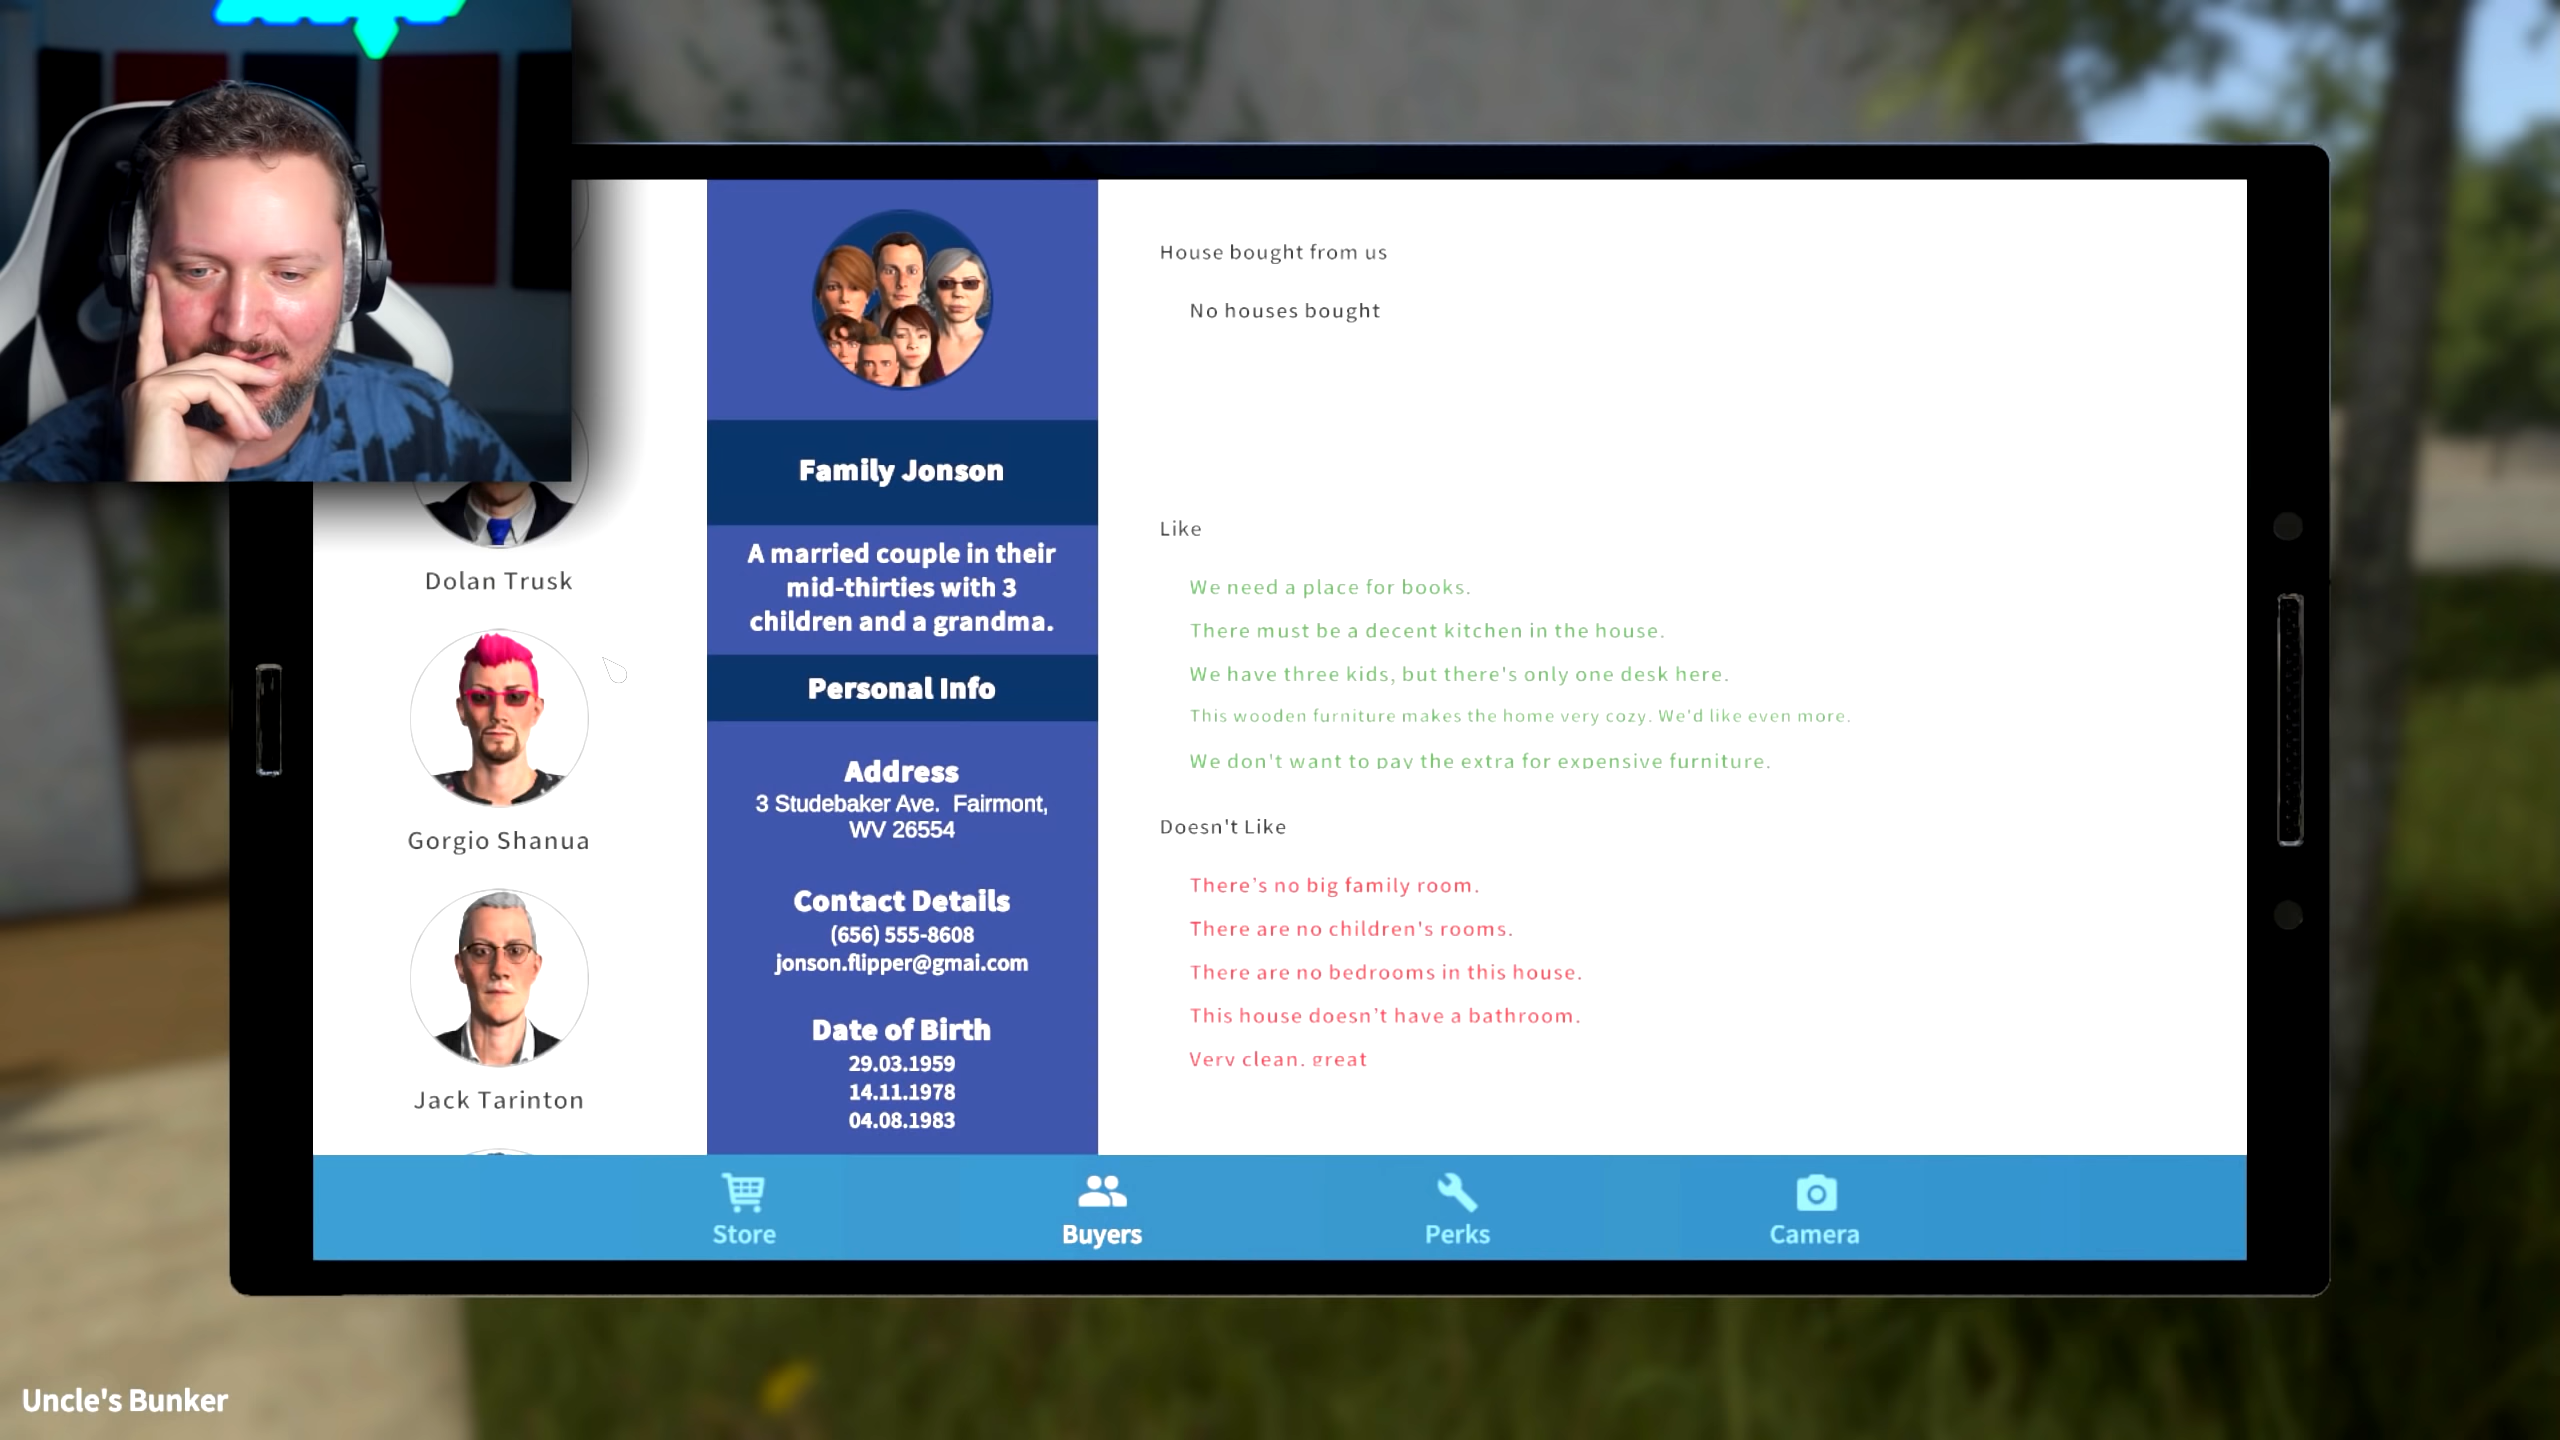 Dolan Trusk
Gorgio Shanua
Jack Tarinton
Family Jonson
A married couple in their
mid-thirties with 3
children and a grandma.
Personal Info
Address
3 Studebaker Ave.  Fairmont,
WV 26554
Contact Details
(656) 555-8608
jonson.flipper@gmai.com
Date of Birth
29.03.1959
14.11.1978
04.08.1983
House bought from us
No houses bought
Like
We need a place for books.
There must be a decent kitchen in the house.
We have three kids, but there's only one desk here.
This wooden furniture makes the home very cozy. We'd like even more.
We don't want to pay the extra for expensive furniture.
Doesn't Like
There's no big family room.
There are no children's rooms.
There are no bedrooms in this house.
This house doesn't have a bathroom.
Very clean, great
Store
Buyers
Perks
Camera
Uncle's Bunker